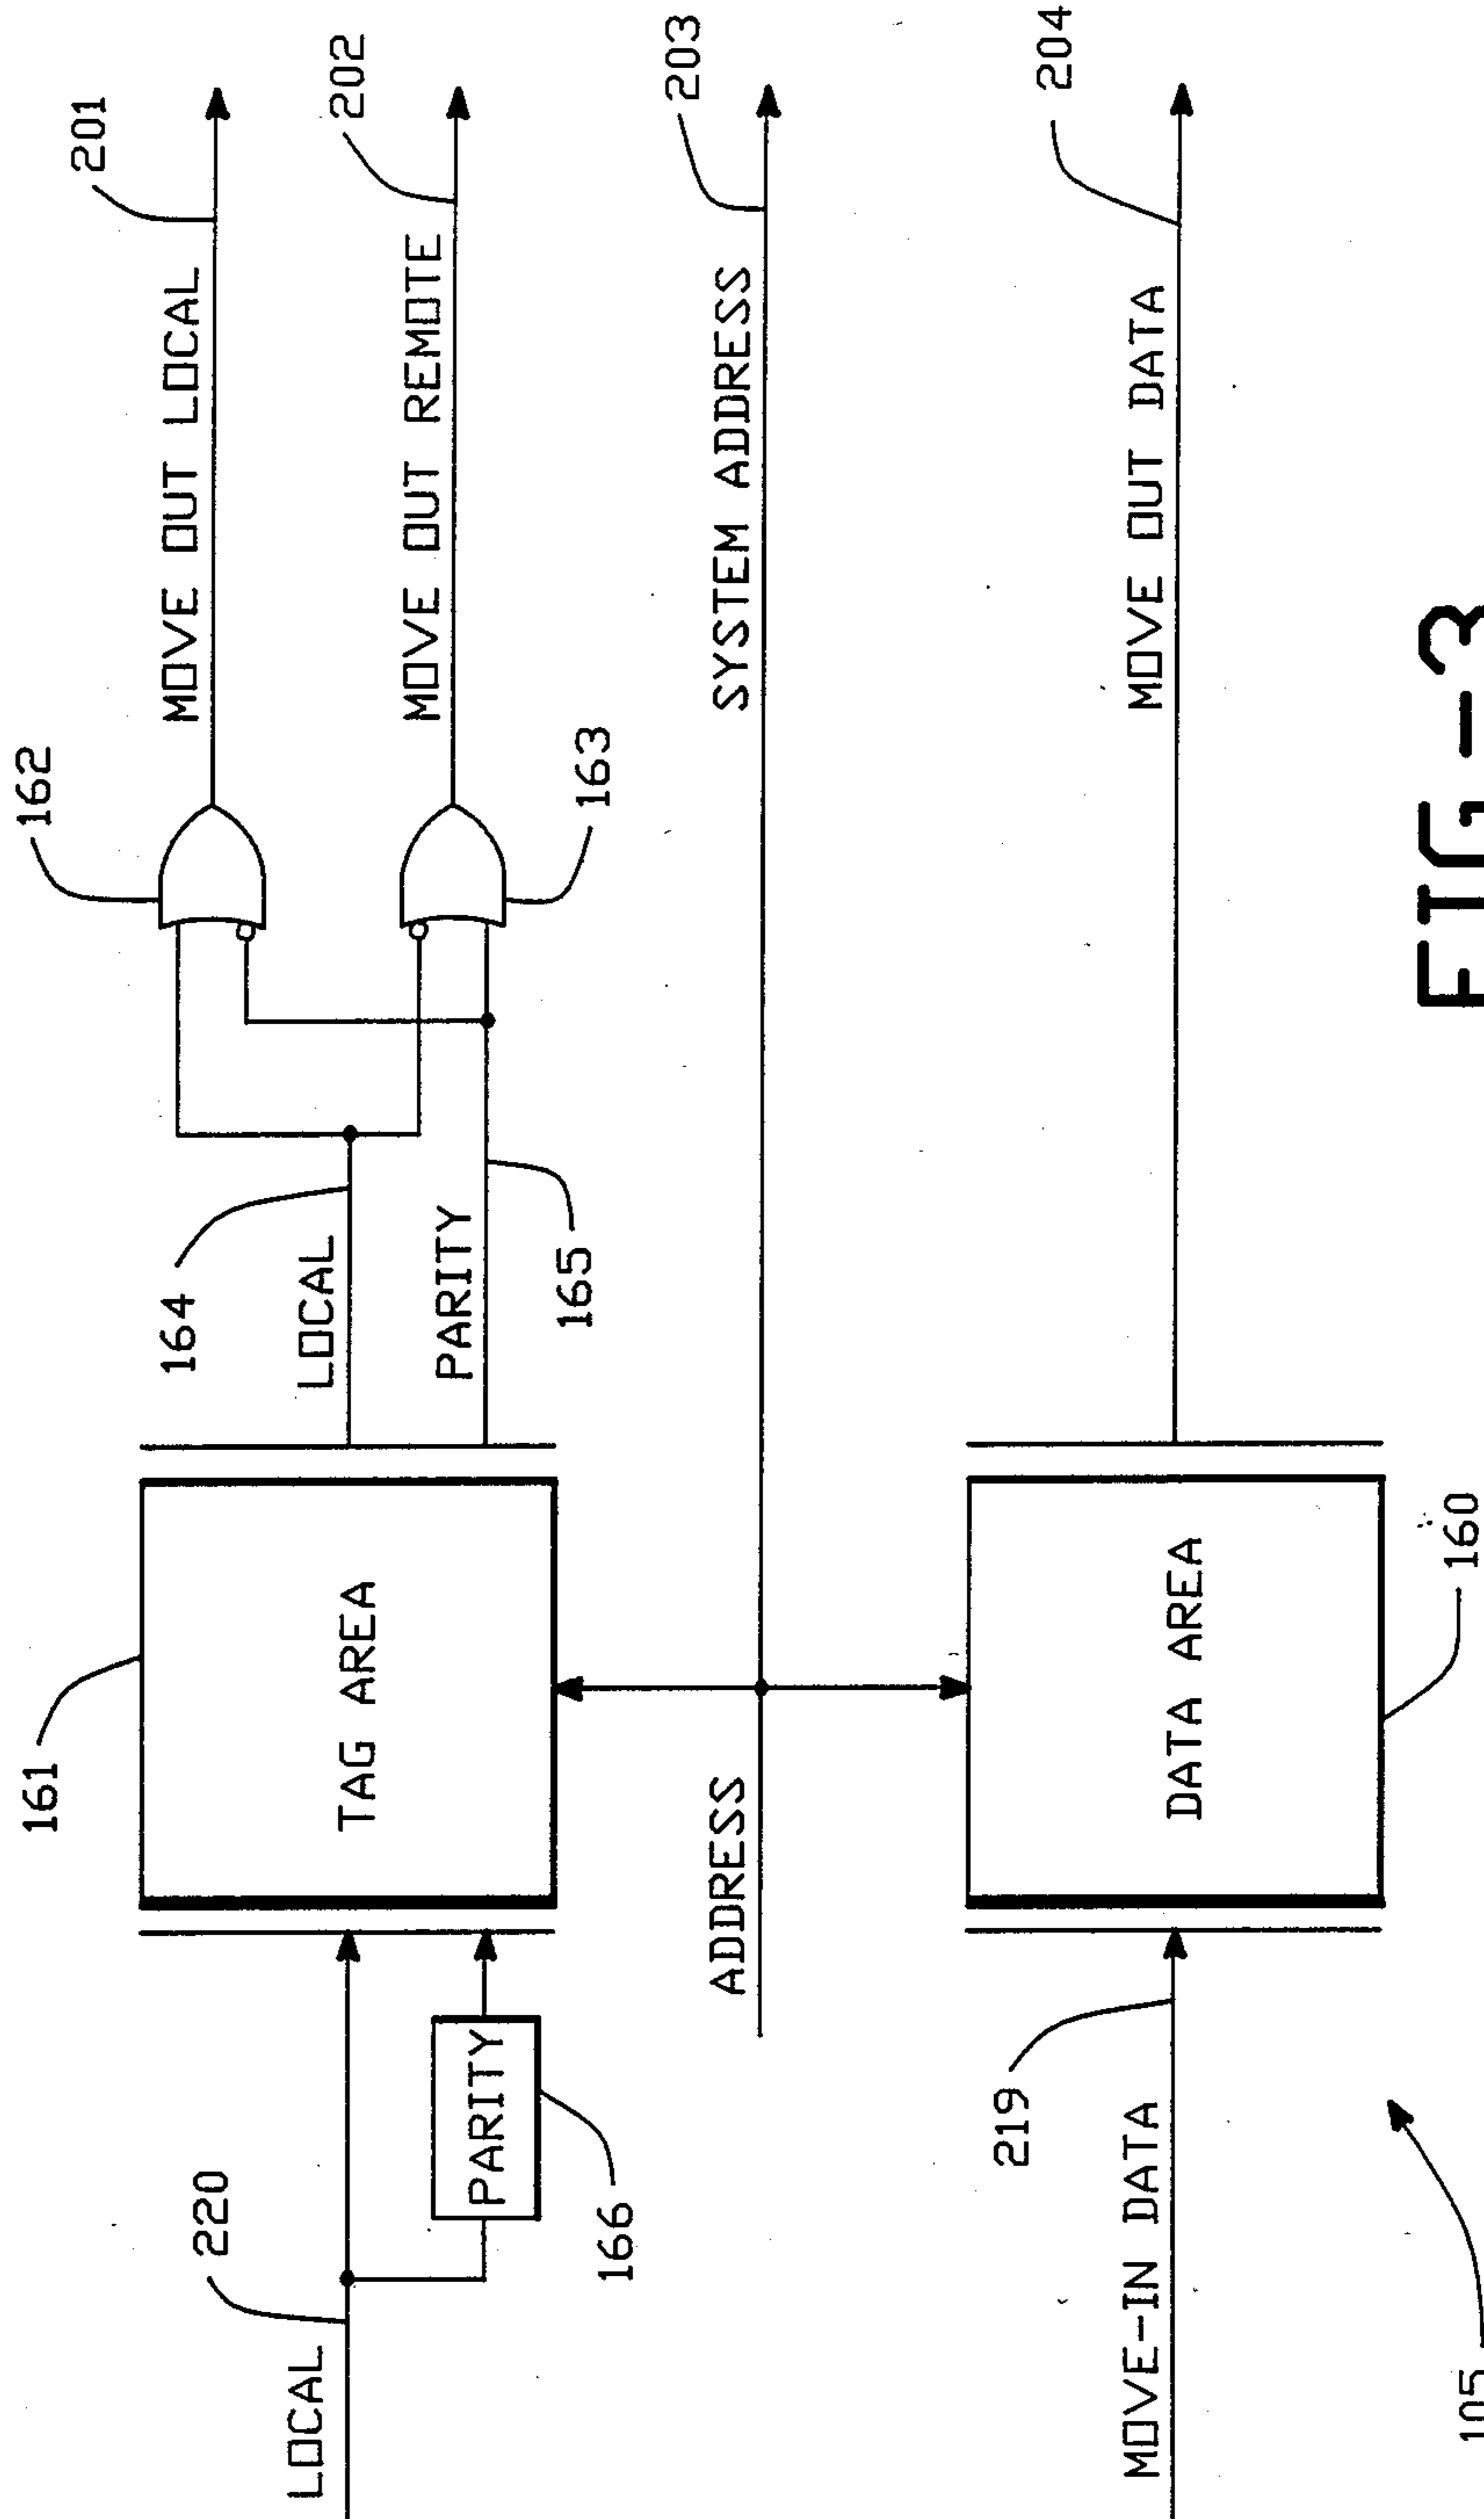 201
MOVE OUT LOCAL
162
202
MOVE OUT REMOTE
163
164
LOCAL
PARITY
165
161
TAG AREA
220
LOCAL
PARITY
166
203
SYSTEM ADDRESS
ADDRESS
204
MOVE OUT DATA
DATA AREA
160
219
MOVE-IN DATA
105
FIG.-3